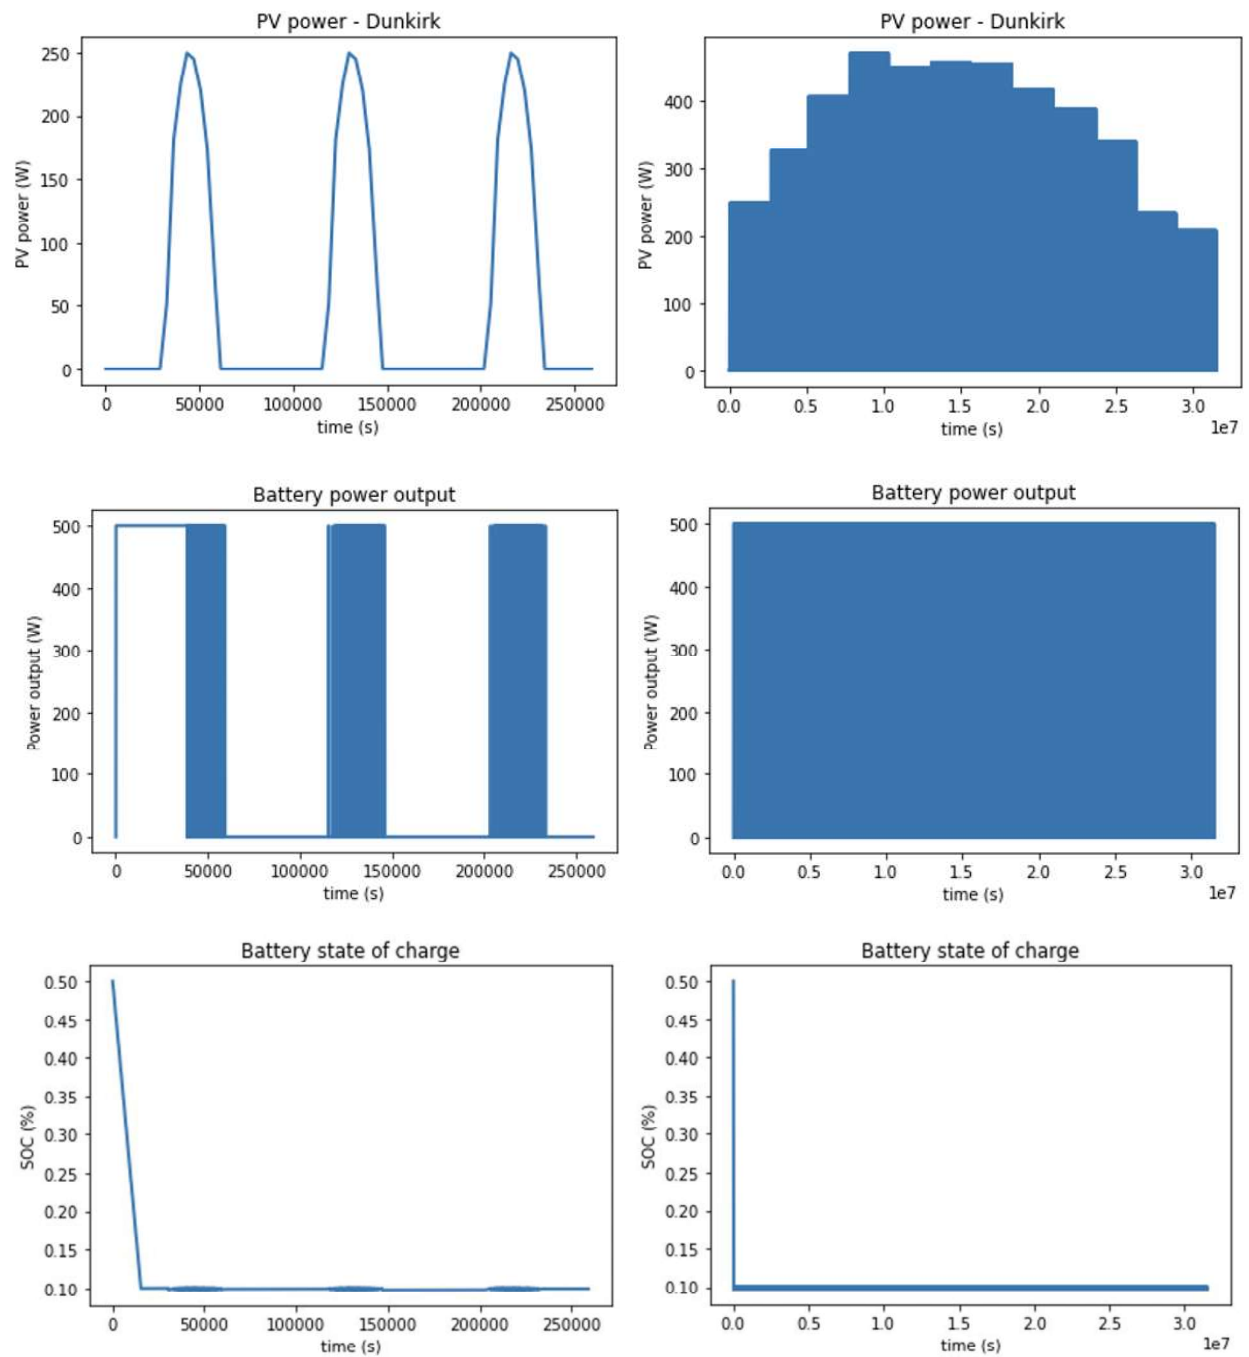 PV power - Dunkirk
250
200
150
100
50
0
PV power (W)
0 50000 100000 150000 200000 250000
time (s)
PV power - Dunkirk
400
300
200
100
0
PV power (W)
0.0 0.5 1.0 1.5 2.0 2.5 3.0
1e7
time (s)
Battery power output
500
400
300
200
100
0
Power output (W)
0 50000 100000 150000 200000 250000
time (s)
Battery power output
500
400
300
200
100
0
Power output (W)
0.0 0.5 1.0 1.5 2.0 2.5 3.0
1e7
time (s)
Battery state of charge
0.50
0.45
0.40
0.35
0.30
0.25
0.20
0.15
0.10
SOC (%)
0 50000 100000 150000 200000 250000
time (s)
Battery state of charge
0.50
0.45
0.40
0.35
0.30
0.25
0.20
0.15
0.10
SOC (%)
0.0 0.5 1.0 1.5 2.0 2.5 3.0
1e7
time (s)